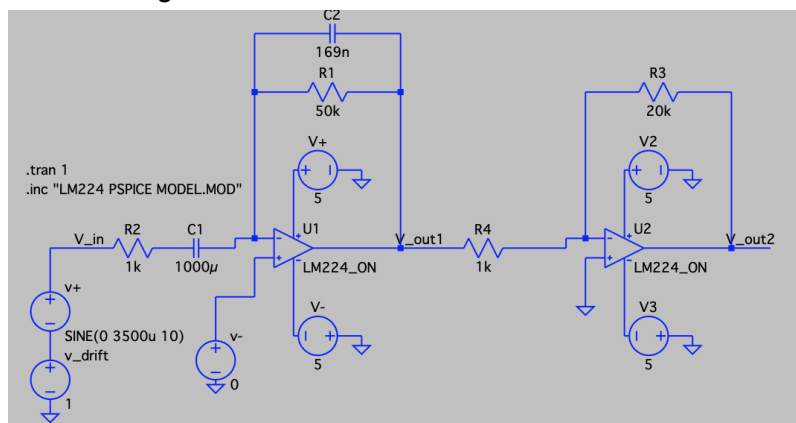 C2
169n
R1
50k
R3
20k
V+
5
V2
5
.tran 1
.inc "LM224 PSPICE MODEL.MOD"
V_in
R2
1k
C1
1000µ
U1
LM224_ON
V_out1
R4
1k
U2
LM224_ON
V_out2
v+
SINE(0 3500u 10)
v_drift
1
v-
0
V-
5
V3
5